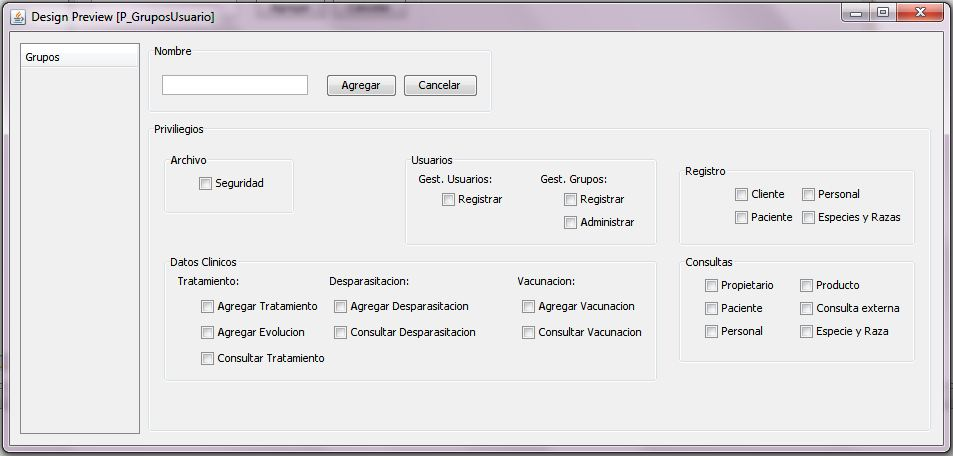 Design Preview [P_GruposUsuario]
Grupos
Nombre
Agregar Cancelar
Priviliegios
Archivo
Seguridad
Usuarios
Gest. Usuarios: Gest. Grupos:
Registrar Registrar
Administrar
Registro
Cliente Personal
Paciente Especies y Razas
Datos Clinicos
Tratamiento: Desparasitacion: Vacunacion:
Agregar Tratamiento Agregar Desparasitacion Agregar Vacunacion
Agregar Evolucion Consultar Desparasitacion Consultar Vacunacion
Consultar Tratamiento
Consultas
Propietario Producto
Paciente Consulta externa
Personal Especie y Raza